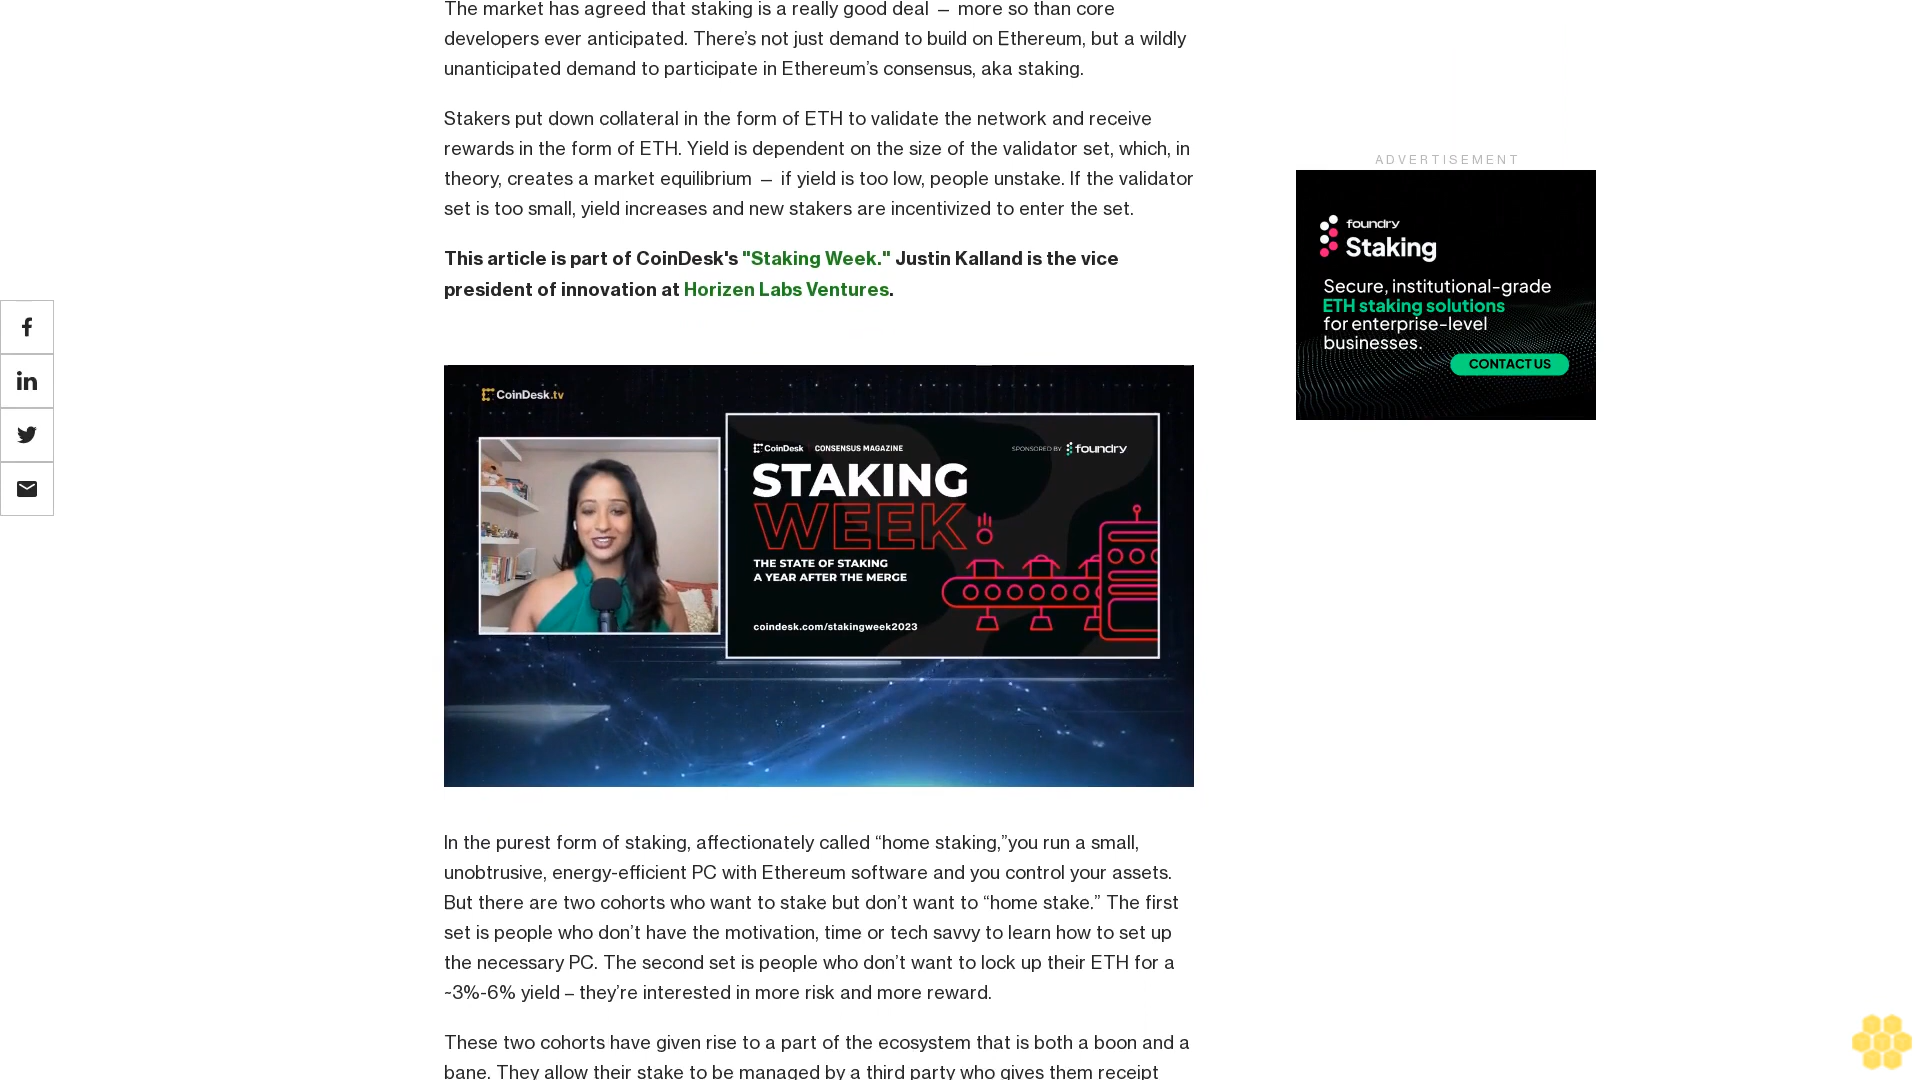 The market has agreed that staking is a really good deal — more so than core
developers ever anticipated. There’s not just demand to build on Ethereum, but a wildly
unanticipated demand to participate in Ethereum’s consensus, aka staking.
Stakers put down collateral in the form of ETH to validate the network and receive
rewards in the form of ETH. Yield is dependent on the size of the validator set, which, in
theory, creates a market equilibrium — if yield is too low, people unstake. If the validator
set is too small, yield increases and new stakers are incentivized to enter the set.
This article is part of CoinDesk's "Staking Week." Justin Kalland is the vice
president of innovation at Horizen Labs Ventures.
CoinDesk.tv
CoinDesk CONSENSUS MAGAZINE
SPONSORED BY foundry
STAKING
WEEK
THE STATE OF STAKING
A YEAR AFTER THE MERGE
coindesk.com/stakingweek2023
In the purest form of staking, affectionately called “home staking,”you run a small,
unobtrusive, energy-efficient PC with Ethereum software and you control your assets.
But there are two cohorts who want to stake but don’t want to “home stake.” The first
set is people who don’t have the motivation, time or tech savvy to learn how to set up
the necessary PC. The second set is people who don’t want to lock up their ETH for a
~3%-6% yield – they’re interested in more risk and more reward.
These two cohorts have given rise to a part of the ecosystem that is both a boon and a
bane. They allow their stake to be managed by a third party who gives them receipt
ADVERTISEMENT
foundry
Staking
Secure, institutional-grade
ETH staking solutions
for enterprise-level
businesses.
CONTACT US